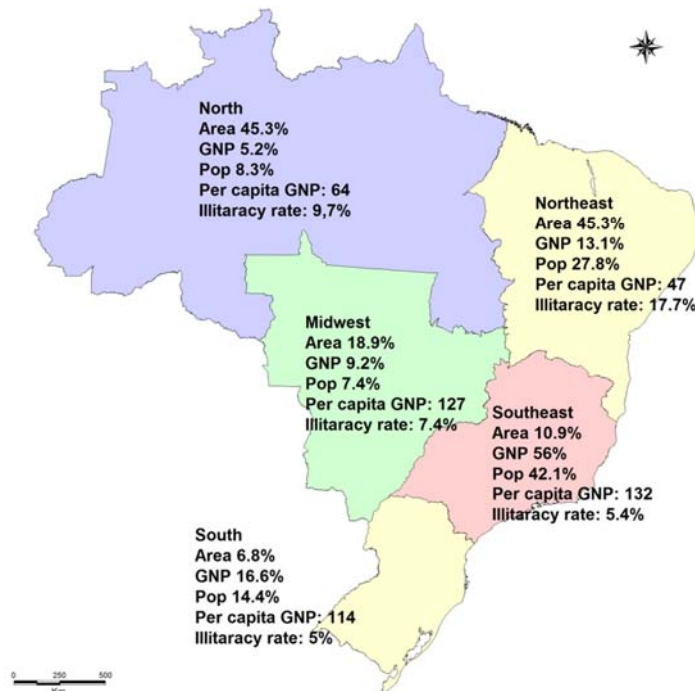 North
Area 45.3%
GNP 5.2%
Pop 8.3%
Per capita GNP: 64
Illitaracy rate: 9,7%
Northeast
Area 45.3%
GNP 13.1%
Pop 27.8%
Per capita GNP: 47
Illitaracy rate: 17.7%
Midwest
Area 18.9%
GNP 9.2%
Pop 7.4%
Per capita GNP: 127
Illitaracy rate: 7.4%
Southeast
Area 10.9%
GNP 56%
Pop 42.1%
Per capita GNP: 132
Illitaracy rate: 5.4%
South
Area 6.8%
GNP 16.6%
Pop 14.4%
Per capita GNP: 114
Illitaracy rate: 5%
0 250 500